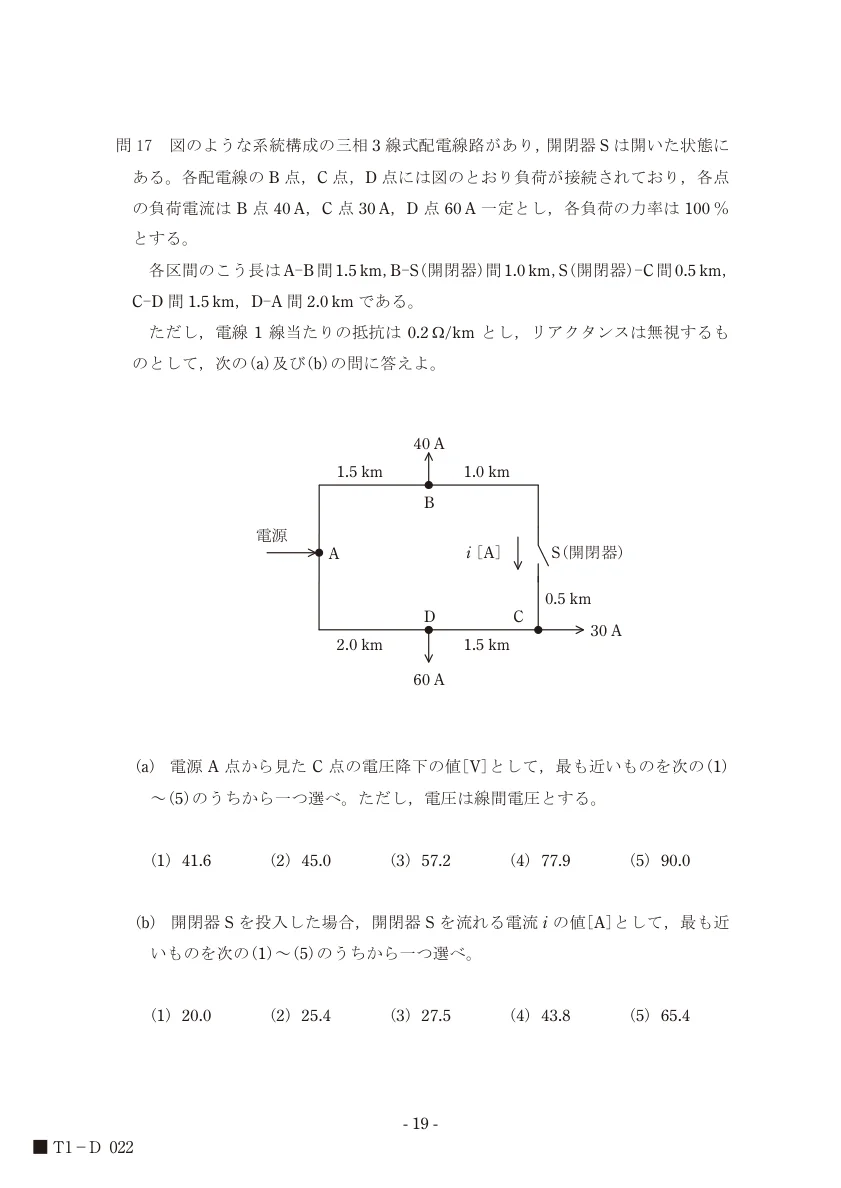 問 17　図のような系統構成の三相 3 線式配電線路があり，開閉器 S は開いた状態に
ある。各配電線の B 点，C 点，D 点には図のとおり負荷が接続されており，各点
の負荷電流は B 点 40 A，C 点 30 A，D 点 60 A 一定とし，各負荷の力率は 100 %
とする。
各区間のこう長は A-B 間 1.5 km，B-S(開閉器)間 1.0 km，S(開閉器)-C 間 0.5 km，
C-D 間 1.5 km，D-A 間 2.0 km である。
ただし，電線 1 線当たりの抵抗は 0.2 Ω/km とし，リアクタンスは無視するも
のとして，次の(a)及び(b)の問に答えよ。
40 A
1.5 km
1.0 km
B
電源
A
i [A]
S(開閉器)
0.5 km
D
C
30 A
2.0 km
1.5 km
60 A
(a)　電源 A 点から見た C 点の電圧降下の値[V]として，最も近いものを次の(1)
～(5)のうちから一つ選べ。ただし，電圧は線間電圧とする。
(1) 41.6　(2) 45.0　(3) 57.2　(4) 77.9　(5) 90.0
(b)　開閉器 S を投入した場合，開閉器 S を流れる電流 i の値[A]として，最も近
いものを次の(1)～(5)のうちから一つ選べ。
(1) 20.0　(2) 25.4　(3) 27.5　(4) 43.8　(5) 65.4
- 19 -
■ T1－D 022